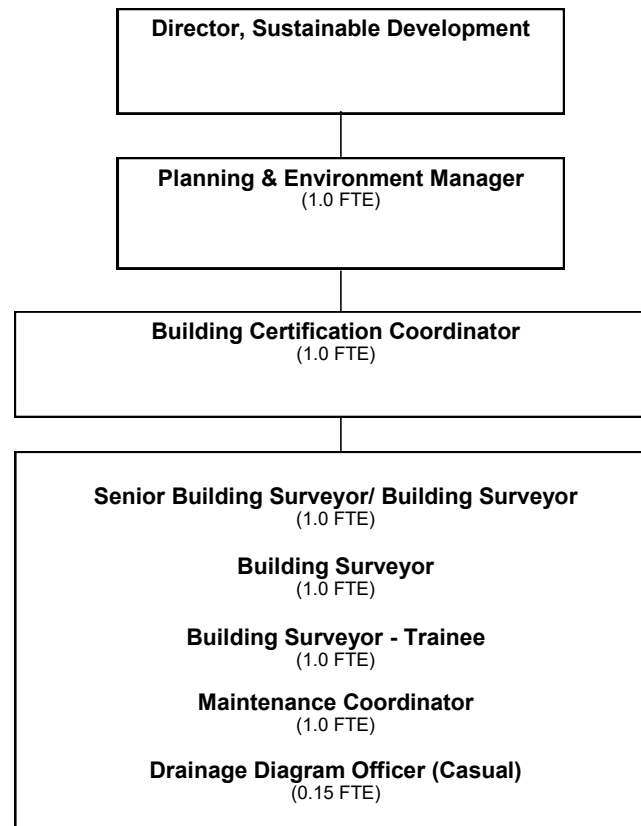 Director, Sustainable Development
Planning & Environment Manager
(1.0 FTE)
Building Certification Coordinator
(1.0 FTE)
Senior Building Surveyor/ Building Surveyor
(1.0 FTE)
Building Surveyor
(1.0 FTE)
Building Surveyor - Trainee
(1.0 FTE)
Maintenance Coordinator
(1.0 FTE)
Drainage Diagram Officer (Casual)
(0.15 FTE)